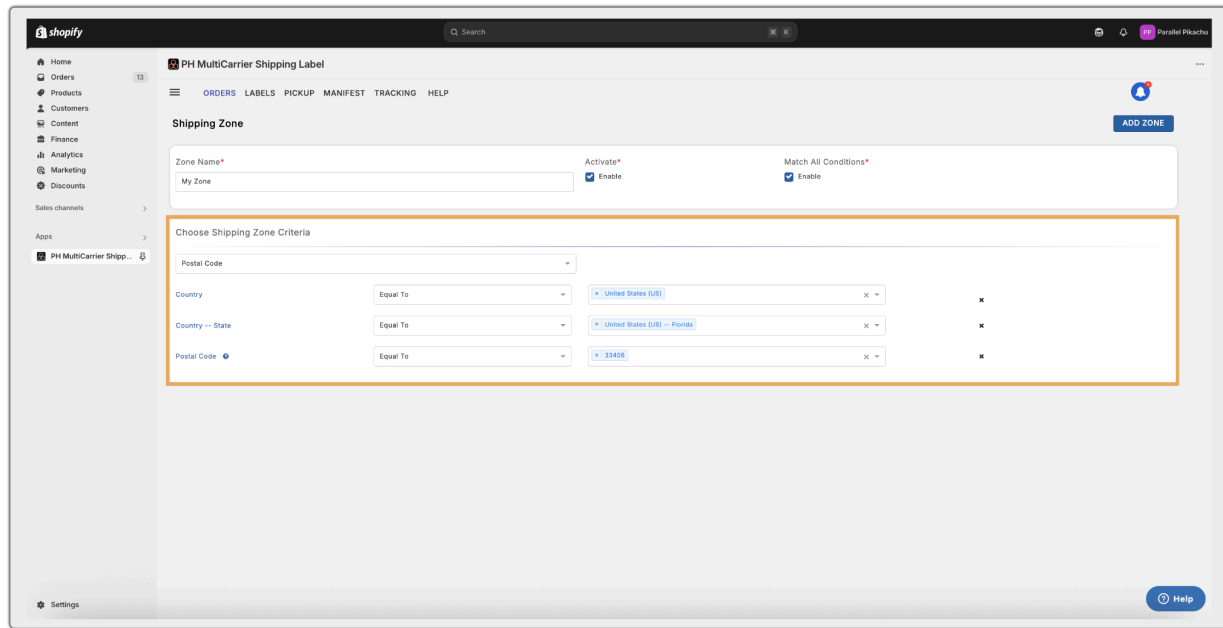 shopify
Search
⌘ K
PP Parallel Pikachu
Home
Orders 13
Products
Customers
Content
Finance
Analytics
Marketing
Discounts
Sales channels
Apps
PH MultiCarrier Shipp...
Settings
PH MultiCarrier Shipping Label
ORDERS LABELS PICKUP MANIFEST TRACKING HELP
Shipping Zone
ADD ZONE
Zone Name* Activate* Match All Conditions*
My Zone Enable Enable
Choose Shipping Zone Criteria
Postal Code
Country Equal To × United States (US)
Country -- State Equal To × United States (US) -- Florida
Postal Code Equal To × 33406
Help